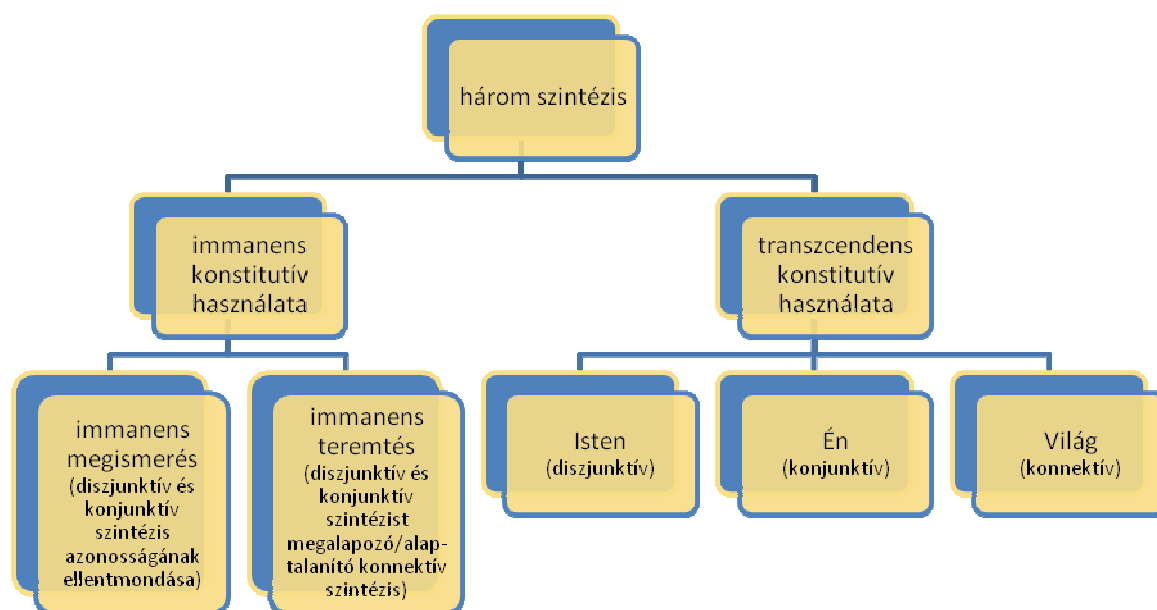 három szintézis
immanens
konstitutív
használata
transzcendens
konstitutív
használata
immanens
megismerés
(diszjunktív és
konjunktív
szintézis
azonosságának
ellentmondása)
immanens
teremtés
(diszjunktív és
konjunktív
szintézist
megalapozó/alap-
talanító konnektív
szintézis)
Isten
(diszjunktív)
Én
(konjunktív)
Világ
(konnektív)